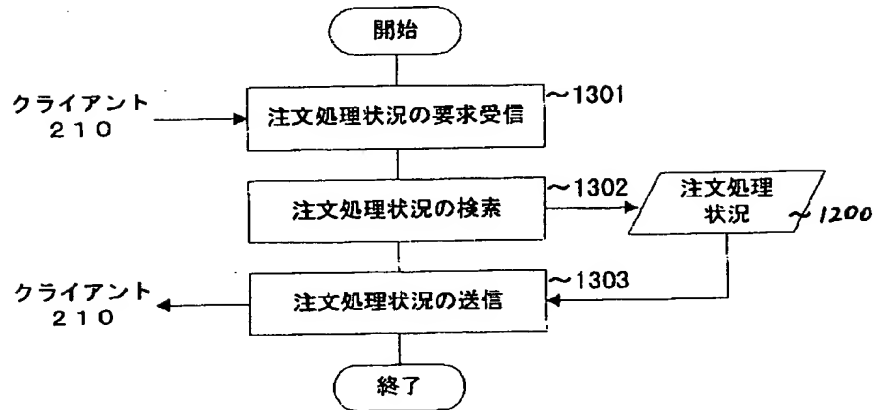 開始
クライアント
210
注文処理状況の要求受信
～1301
注文処理状況の検索
～1302
注文処理
状況
～1200
クライアント
210
注文処理状況の送信
～1303
終了